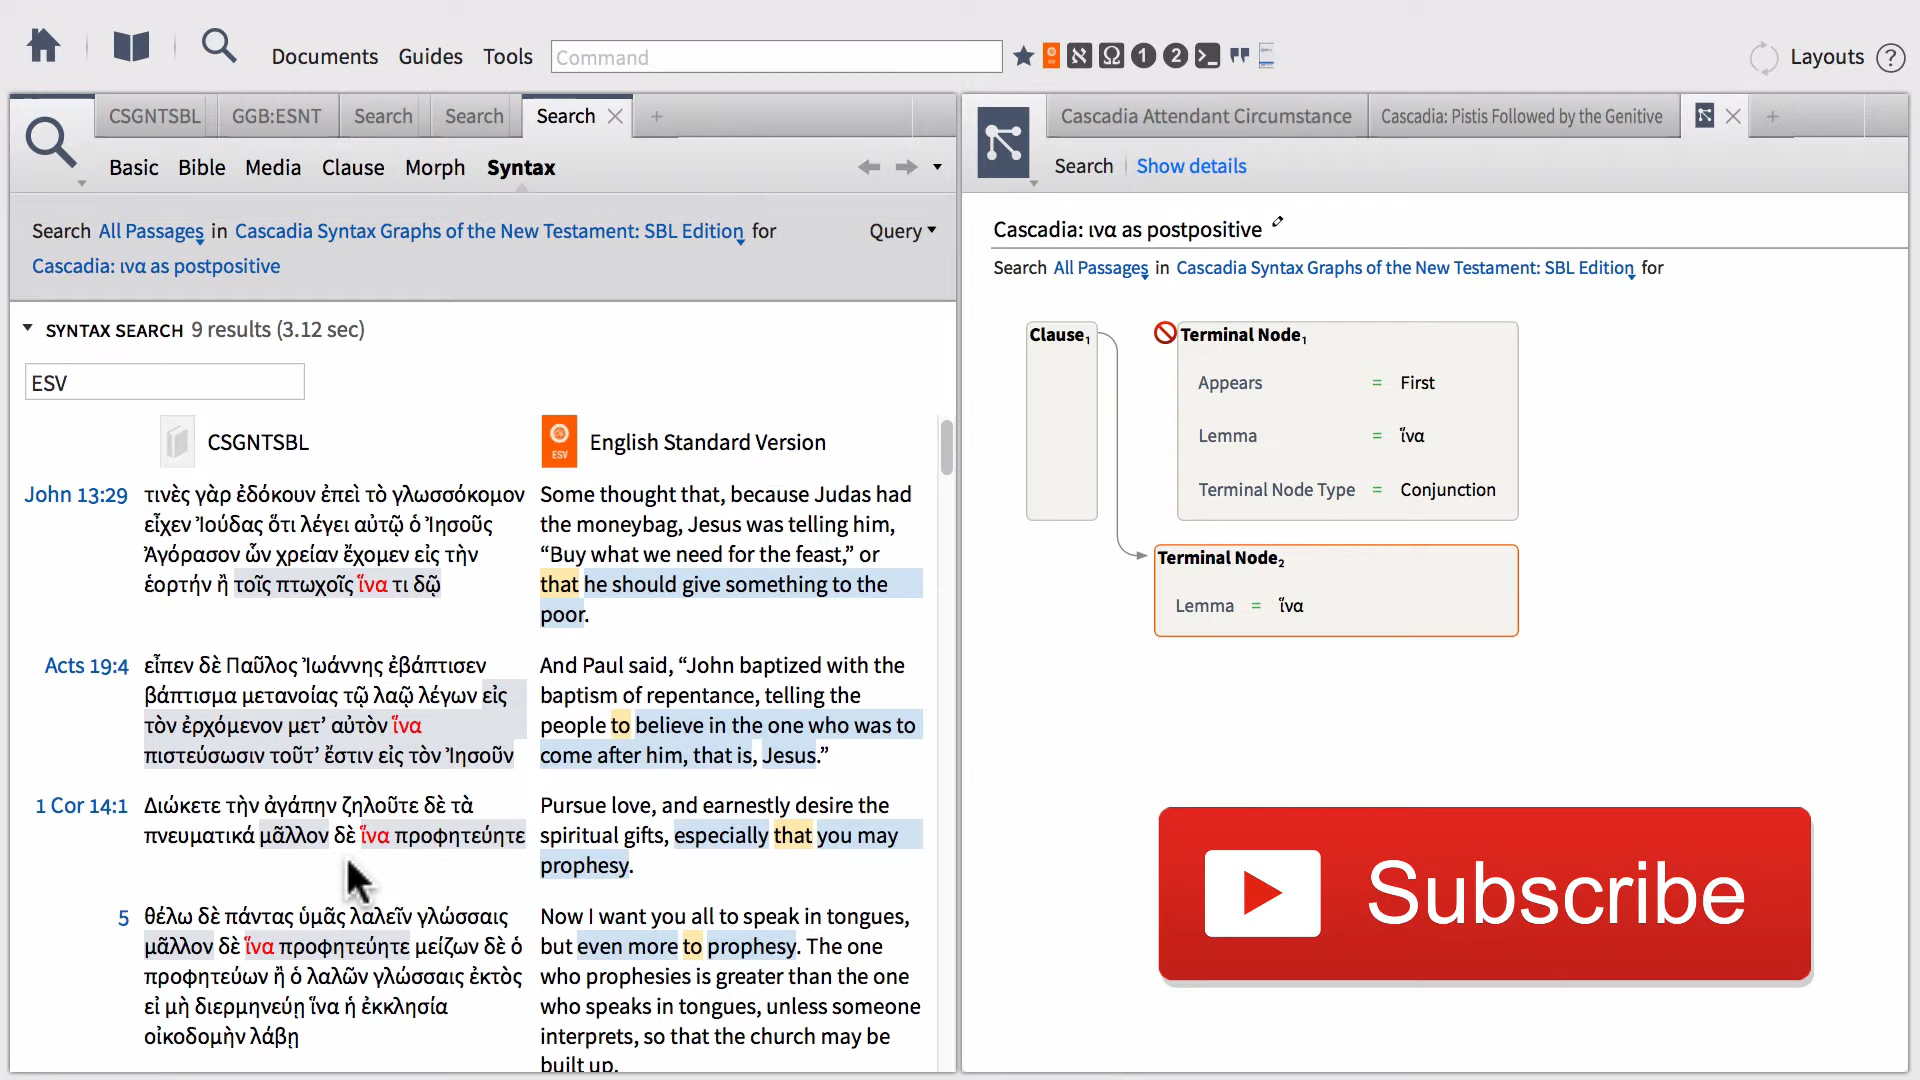 Documents Guides Tools Command
Layouts ?
CSGNTSBL GGB:ESNT Search Search Search
Basic Bible Media Clause Morph Syntax
Search All Passages in Cascadia Syntax Graphs of the New Testament: SBL Edition for Query
Cascadia: ινα as postpositive
SYNTAX SEARCH 9 results (3.12 sec)
ESV
CSGNTSBL
ESV
English Standard Version
John 13:29
τινὲς γὰρ ἐδόκουν ἐπεὶ τὸ γλωσσόκομον
εἶχεν Ἰούδας ὅτι λέγει αὐτῷ ὁ Ἰησοῦς
Ἀγόρασον ὧν χρείαν ἔχομεν εἰς τὴν
ἑορτήν ἢ τοῖς πτωχοῖς ἵνα τι δῷ
Some thought that, because Judas had
the moneybag, Jesus was telling him,
“Buy what we need for the feast,” or
that he should give something to the
poor.
Acts 19:4
εἶπεν δὲ Παῦλος Ἰωάννης ἐβάπτισεν
βάπτισμα μετανοίας τῷ λαῷ λέγων εἰς
τὸν ἐρχόμενον μετ’ αὐτὸν ἵνα
πιστεύσωσιν τοῦτ’ ἔστιν εἰς τὸν Ἰησοῦν
And Paul said, “John baptized with the
baptism of repentance, telling the
people to believe in the one who was to
come after him, that is, Jesus.”
1 Cor 14:1
Διώκετε τὴν ἀγάπην ζηλοῦτε δὲ τὰ
πνευματικά μᾶλλον δὲ ἵνα προφητεύητε
Pursue love, and earnestly desire the
spiritual gifts, especially that you may
prophesy.
5
θέλω δὲ πάντας ὑμᾶς λαλεῖν γλώσσαις
μᾶλλον δὲ ἵνα προφητεύητε μείζων δὲ ὁ
προφητεύων ἢ ὁ λαλῶν γλώσσαις ἐκτὸς
εἰ μὴ διερμηνεύῃ ἵνα ἡ ἐκκλησία
οἰκοδομὴν λάβῃ
Now I want you all to speak in tongues,
but even more to prophesy. The one
who prophesies is greater than the one
who speaks in tongues, unless someone
interprets, so that the church may be
built up.
Cascadia Attendant Circumstance Cascadia: Pistis Followed by the Genitive
Search Show details
Cascadia: ινα as postpositive
Search All Passages in Cascadia Syntax Graphs of the New Testament: SBL Edition for
Clause1
Terminal Node1
Appears = First
Lemma = ἵνα
Terminal Node Type = Conjunction
Terminal Node2
Lemma = ἵνα
Subscribe